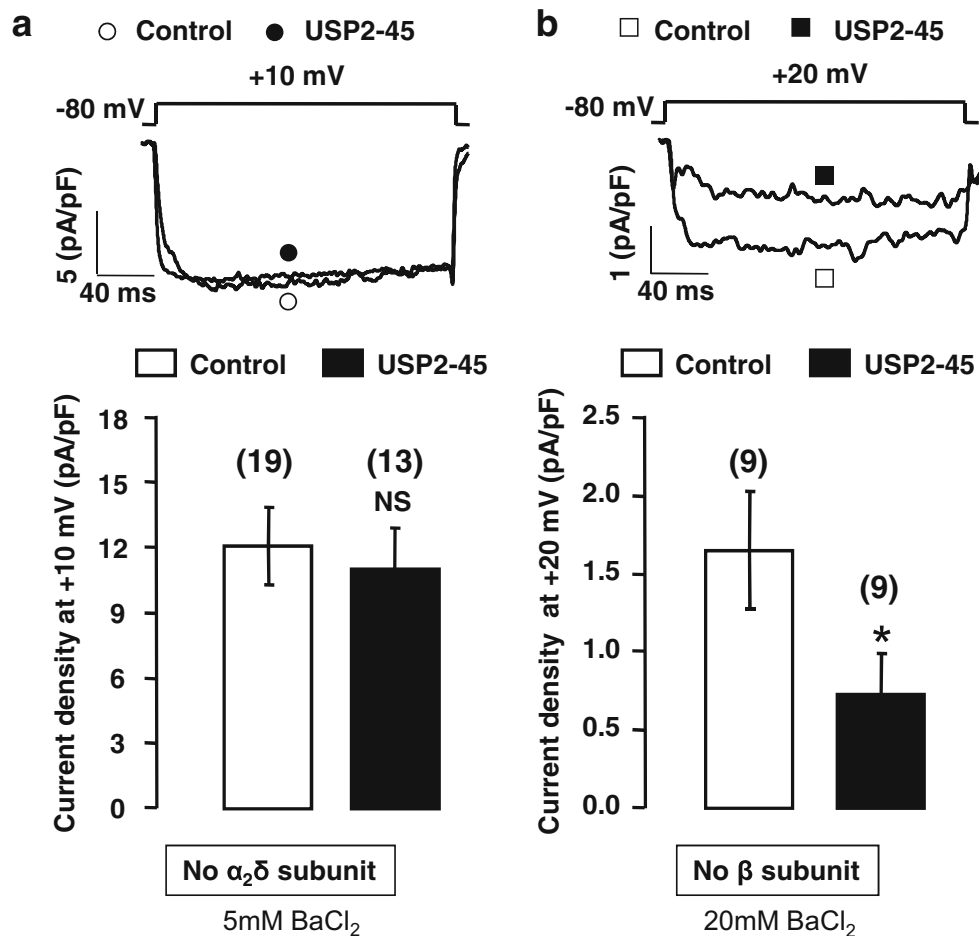 a
○ Control ● USP2-45
+10 mV
-80 mV
5 (pA/pF)
40 ms
Control USP2-45
Current density at +10 mV (pA/pF)
18
15
12
9
6
3
0
(19)
(13)
NS
No α₂δ subunit
5mM BaCl₂
b
□ Control ■ USP2-45
+20 mV
-80 mV
1 (pA/pF)
40 ms
Control USP2-45
Current density at +20 mV (pA/pF)
2.5
2.0
1.5
1.0
0.5
0.0
(9)
(9)
*
No β subunit
20mM BaCl₂